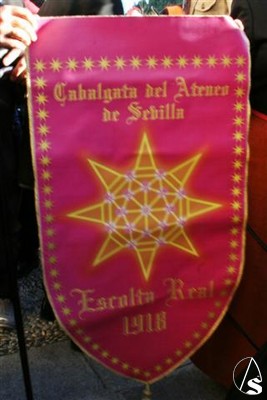 Cabalgata del Ateneo
de Sevilla
Escolta Real
1918